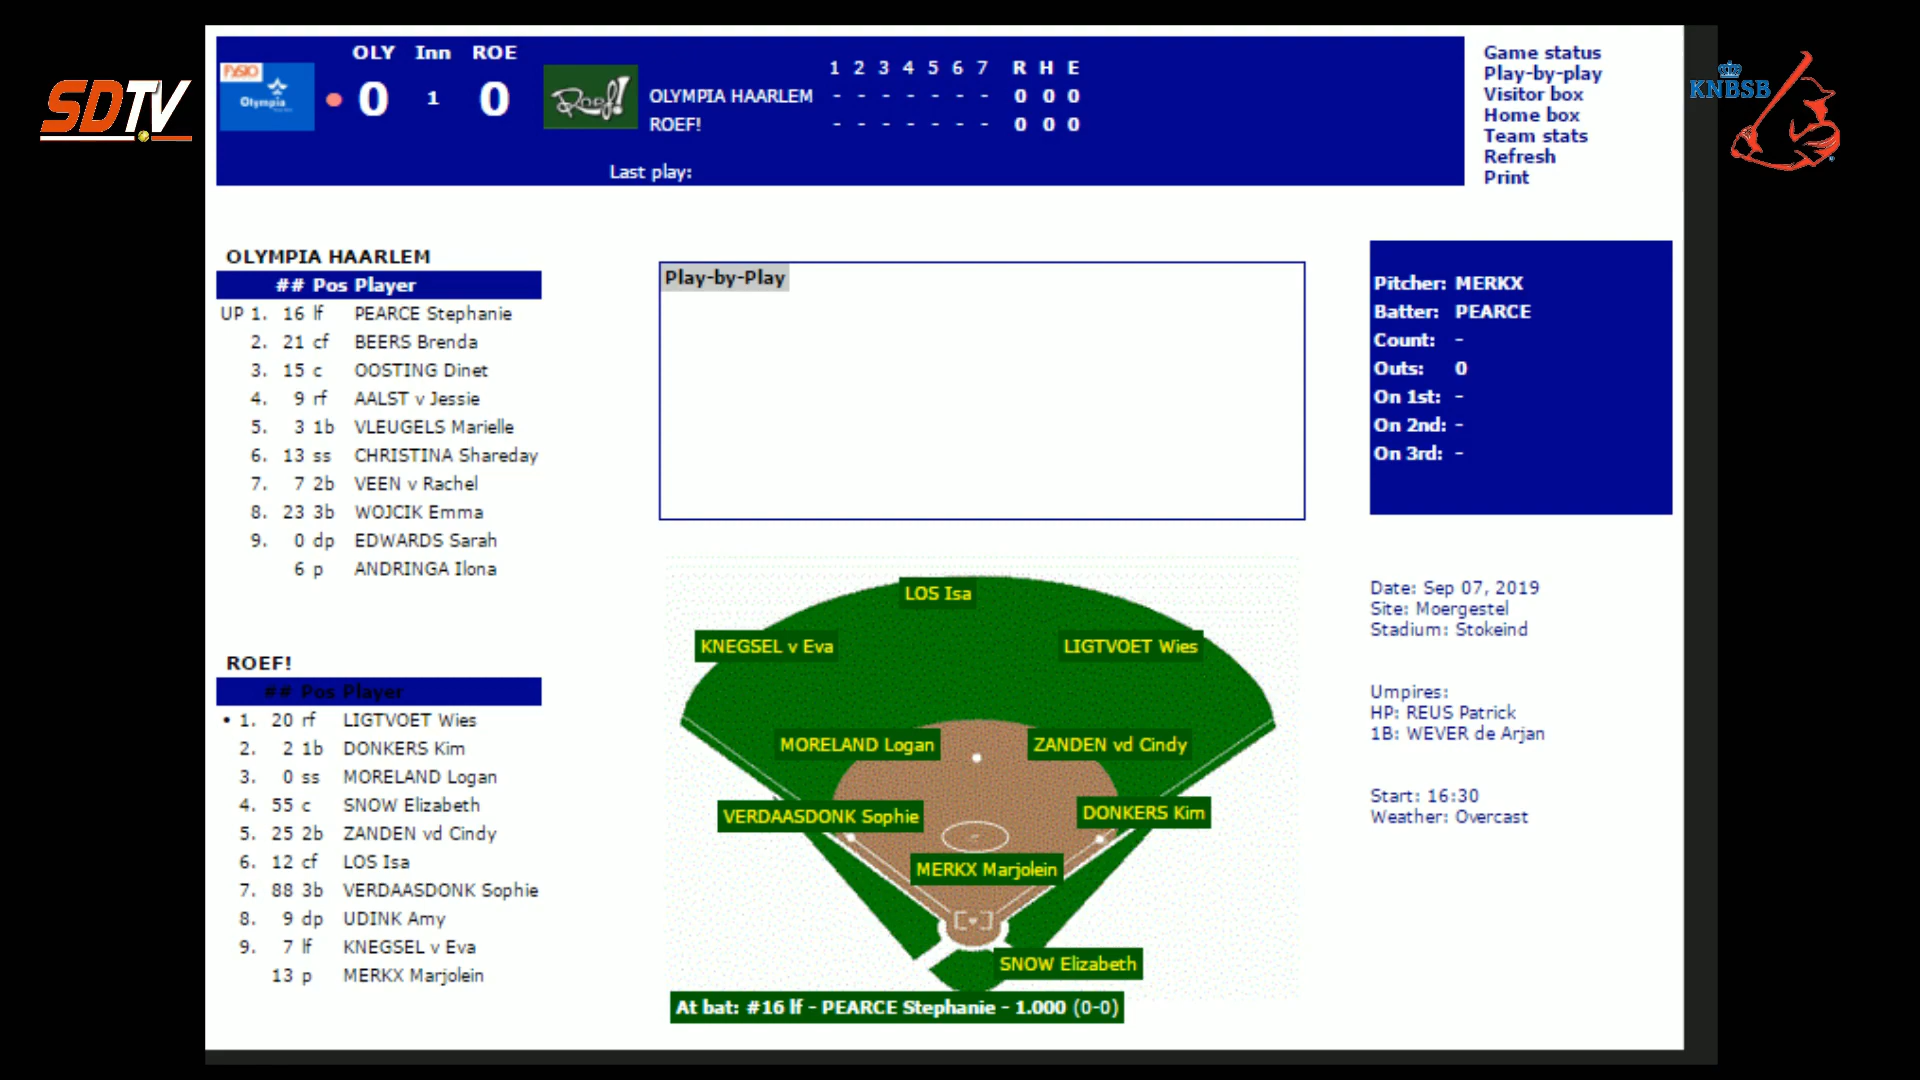 SDTV
FYSIO
Olympia
OLY Inn ROE
0 1 0
Roef!
1 2 3 4 5 6 7 R H E
OLYMPIA HAARLEM - - - - - - - 0 0 0
ROEF! - - - - - - - 0 0 0
Last play:
Game status
Play-by-play
Visitor box
Home box
Team stats
Refresh
Print
KNBSB
OLYMPIA HAARLEM
## Pos Player
UP 1. 16 lf PEARCE Stephanie
2. 21 cf BEERS Brenda
3. 15 c OOSTING Dinet
4. 9 rf AALST v Jessie
5. 3 1b VLEUGELS Marielle
6. 13 ss CHRISTINA Shareday
7. 7 2b VEEN v Rachel
8. 23 3b WOJCIK Emma
9. 0 dp EDWARDS Sarah
6 p ANDRINGA Ilona
ROEF!
## Pos Player
• 1. 20 rf LIGTVOET Wies
2. 2 1b DONKERS Kim
3. 0 ss MORELAND Logan
4. 55 c SNOW Elizabeth
5. 25 2b ZANDEN vd Cindy
6. 12 cf LOS Isa
7. 88 3b VERDAASDONK Sophie
8. 9 dp UDINK Amy
9. 7 lf KNEGSEL v Eva
13 p MERKX Marjolein
Play-by-Play
LOS Isa
KNEGSEL v Eva
LIGTVOET Wies
MORELAND Logan
ZANDEN vd Cindy
VERDAASDONK Sophie
DONKERS Kim
MERKX Marjolein
SNOW Elizabeth
At bat: #16 lf - PEARCE Stephanie - 1.000 (0-0)
Pitcher: MERKX
Batter: PEARCE
Count: -
Outs: 0
On 1st: -
On 2nd: -
On 3rd: -
Date: Sep 07, 2019
Site: Moergestel
Stadium: Stokeind
Umpires:
HP: REUS Patrick
1B: WEVER de Arjan
Start: 16:30
Weather: Overcast